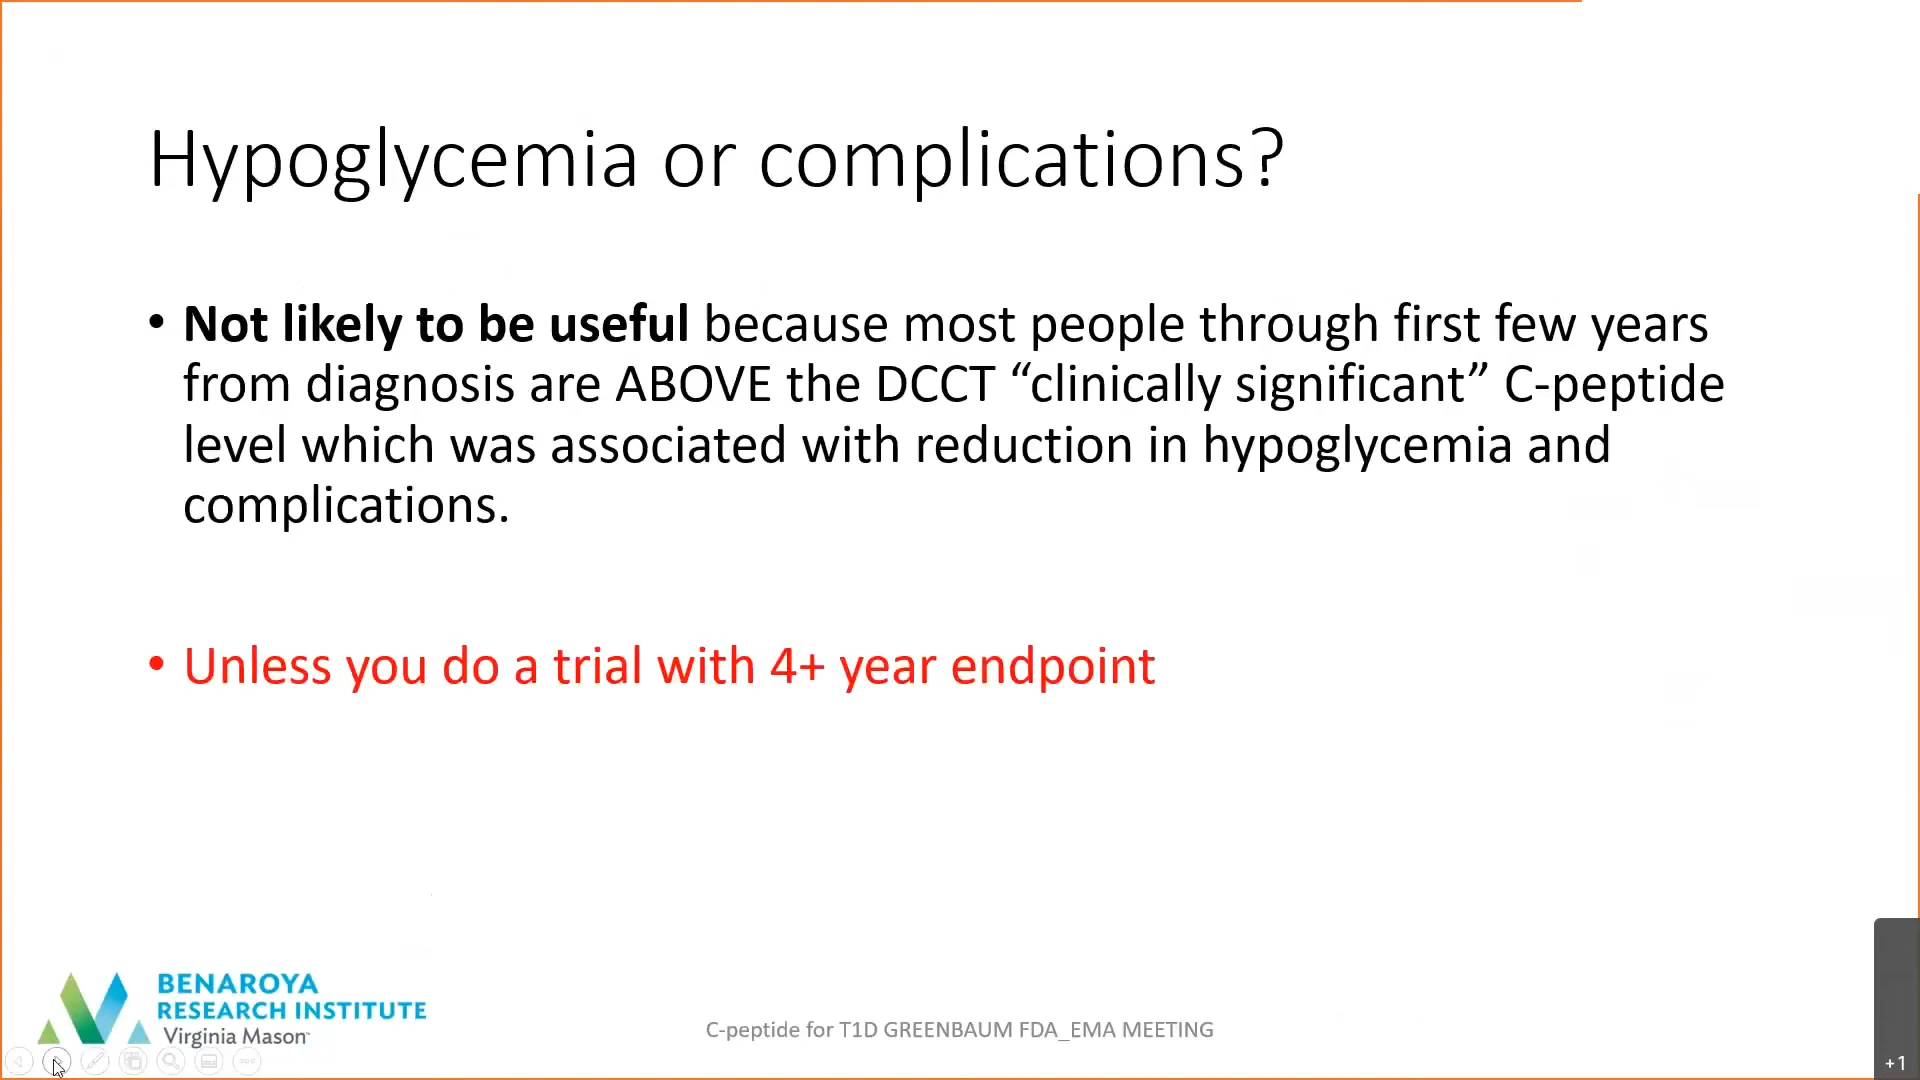 Hypoglycemia or complications?
• Not likely to be useful because most people through first few years
from diagnosis are ABOVE the DCCT “clinically significant” C-peptide
level which was associated with reduction in hypoglycemia and
complications.
• Unless you do a trial with 4+ year endpoint
BENAROYA
RESEARCH INSTITUTE
Virginia Mason
C-peptide for T1D GREENBAUM FDA_EMA MEETING
+1